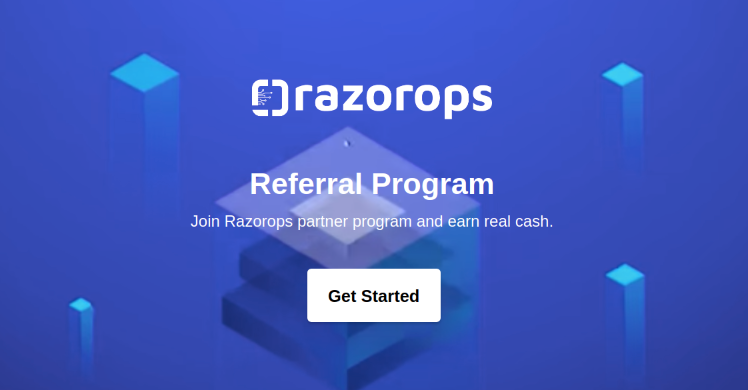 razorops
Referral Program
Join Razorops partner program and earn real cash.
Get Started